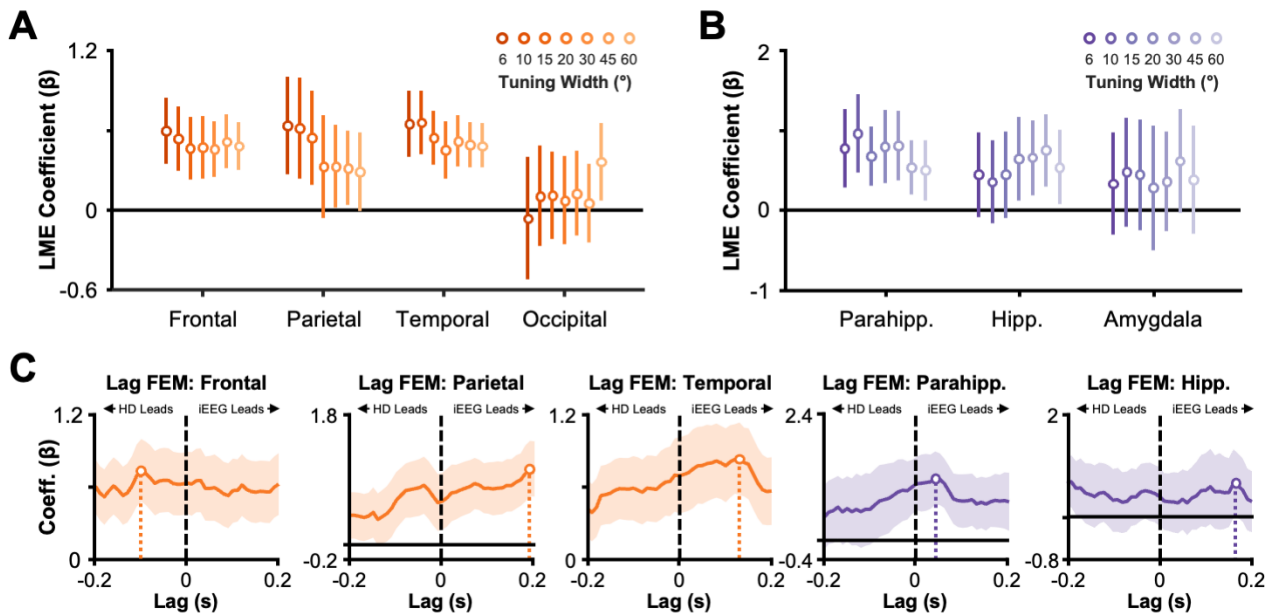 A
1.2
0
-0.6
LME Coefficient (β)
6 10 15 20 30 45 60
Tuning Width (°)
Frontal Parietal Temporal Occipital
B
2
0
-1
LME Coefficient (β)
6 10 15 20 30 45 60
Tuning Width (°)
Parahipp. Hipp. Amygdala
C
Lag FEM: Frontal
HD Leads iEEG Leads
1.2
0
Coeff. (β)
-0.2 0 0.2
Lag (s)
Lag FEM: Parietal
HD Leads iEEG Leads
1.8
-0.2
-0.2 0 0.2
Lag (s)
Lag FEM: Temporal
HD Leads iEEG Leads
1.2
0
-0.2 0 0.2
Lag (s)
Lag FEM: Parahipp.
HD Leads iEEG Leads
2.4
-0.4
-0.2 0 0.2
Lag (s)
Lag FEM: Hipp.
HD Leads iEEG Leads
2
-0.8
-0.2 0 0.2
Lag (s)